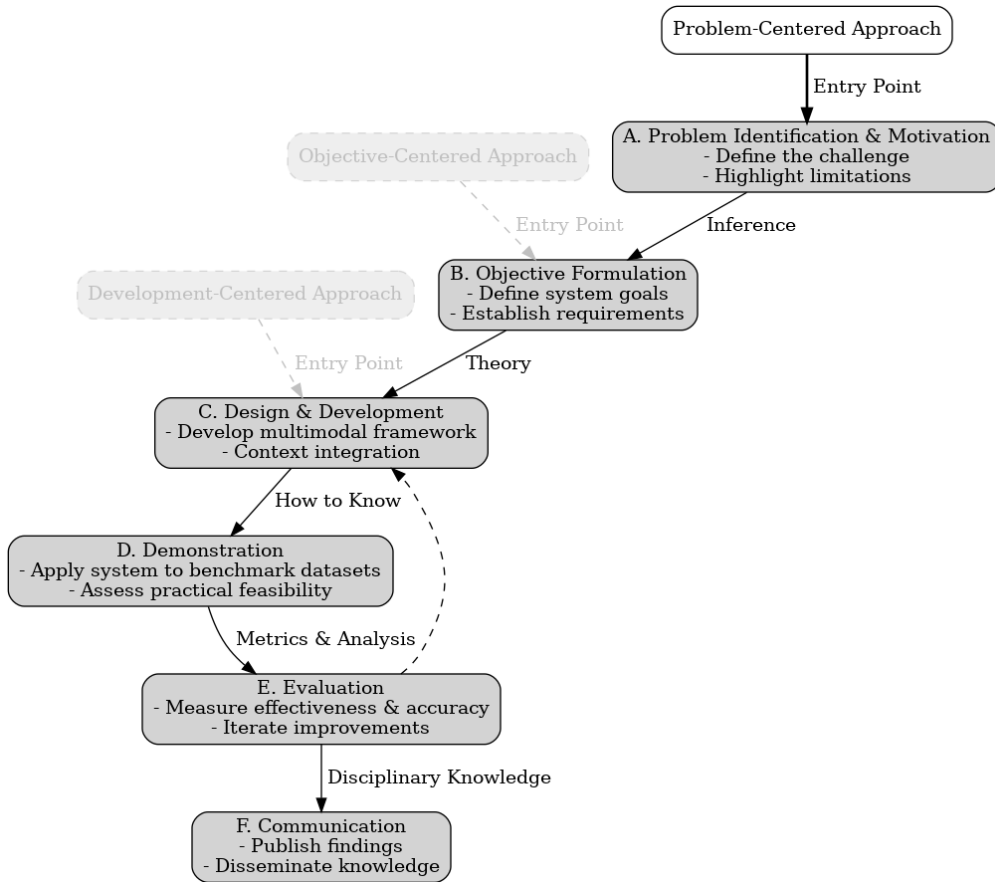 Problem-Centered Approach
Entry Point
A. Problem Identification & Motivation
- Define the challenge
- Highlight limitations
Objective-Centered Approach
Entry Point
Inference
B. Objective Formulation
- Define system goals
- Establish requirements
Development-Centered Approach
Entry Point
Theory
C. Design & Development
- Develop multimodal framework
- Context integration
How to Know
D. Demonstration
- Apply system to benchmark datasets
- Assess practical feasibility
Metrics & Analysis
E. Evaluation
- Measure effectiveness & accuracy
- Iterate improvements
Disciplinary Knowledge
F. Communication
- Publish findings
- Disseminate knowledge